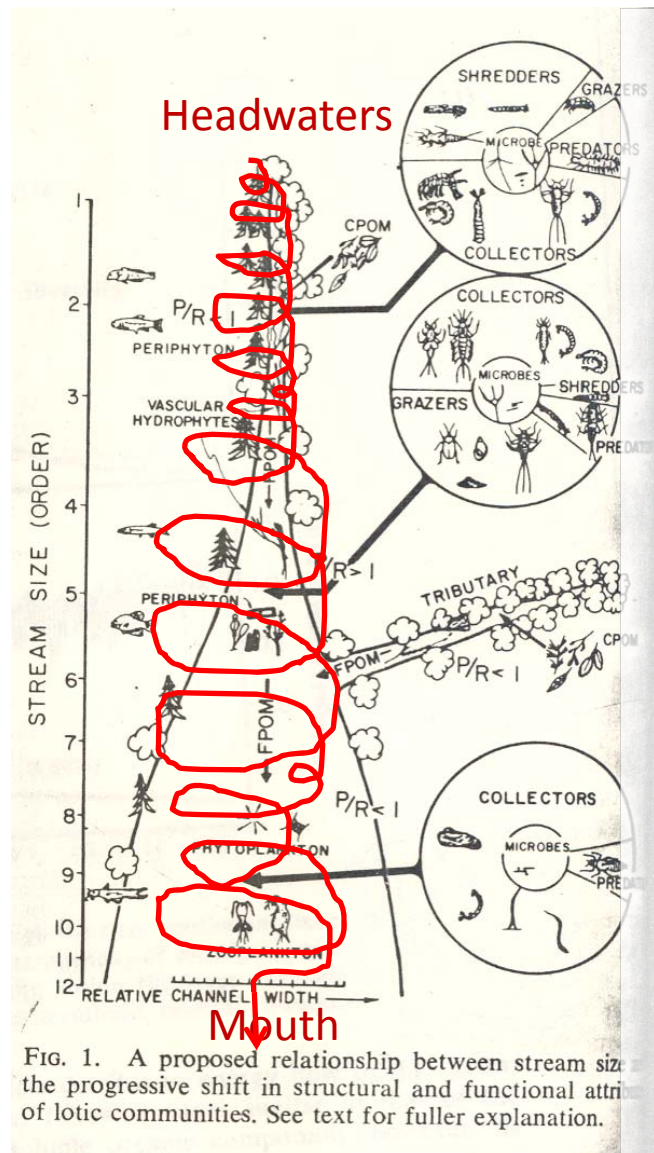 Headwaters
SHREDDERS
GRAZERS
MICROBE
PREDATORS
COLLECTORS
1
CPOM
2
P/R < 1
PERIPHYTON
COLLECTORS
3
MICROBES
SHREDDERS
VASCULAR
HYDROPHYTES
GRAZERS
FPOM
4
5
P/R > 1
PERIPHYTON
TRIBUTARY
CPOM
FPOM
P/R < 1
6
STREAM SIZE (ORDER)
FPOM
7
P/R < 1
COLLECTORS
8
PHYTOPLANKTON
MICROBES
9
10
ZOOPLANKTON
11
12
RELATIVE CHANNEL WIDTH
Mouth
FIG. 1. A proposed relationship between stream size
the progressive shift in structural and functional
of lotic communities. See text for fuller explanation.